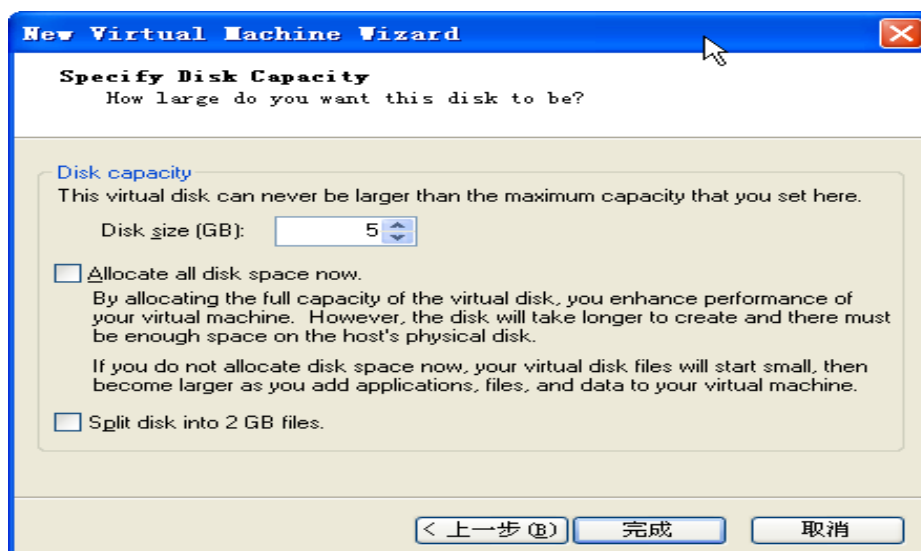 New Virtual Machine Wizard
Specify Disk Capacity
How large do you want this disk to be?
Disk capacity
This virtual disk can never be larger than the maximum capacity that you set here.
Disk size (GB): 5
Allocate all disk space now.
By allocating the full capacity of the virtual disk, you enhance performance of
your virtual machine. However, the disk will take longer to create and there must
be enough space on the host's physical disk.
If you do not allocate disk space now, your virtual disk files will start small, then
become larger as you add applications, files, and data to your virtual machine.
Split disk into 2 GB files.
< 上一步(B) 完成 取消